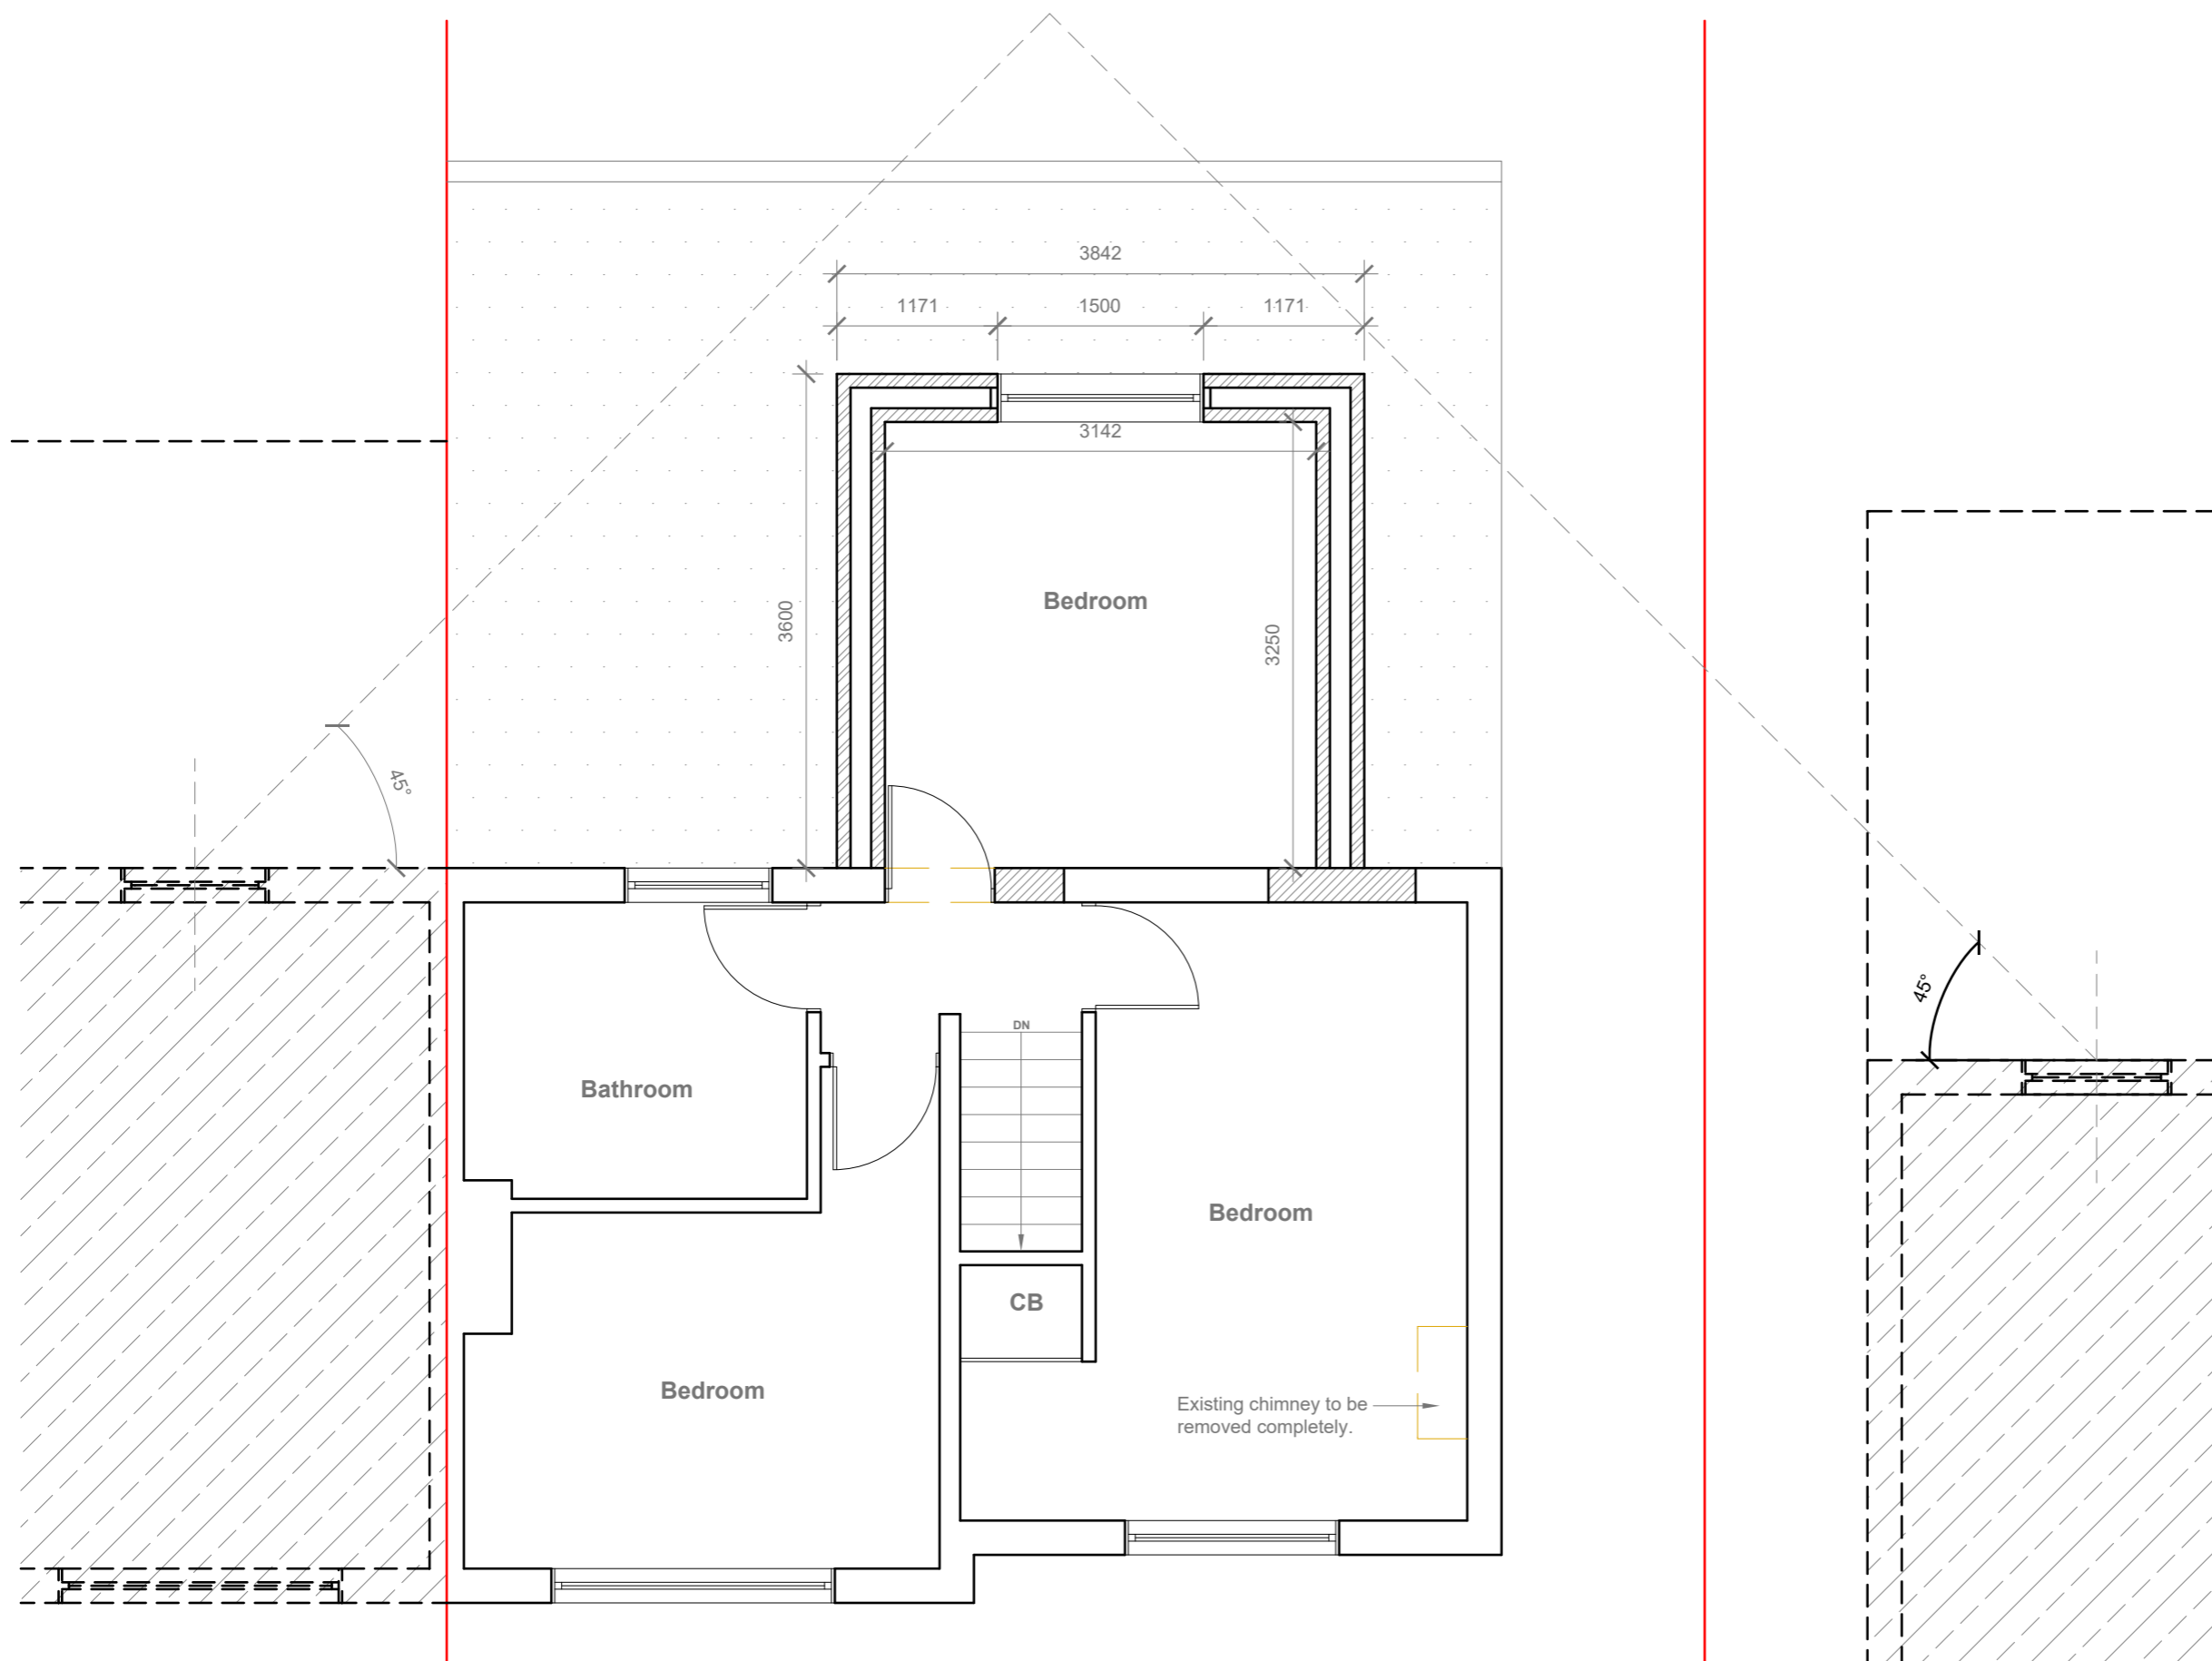 3842
1171
1500
1171
3142
Bedroom
3600
3250
45°
45°
DN
Bathroom
Bedroom
CB
Bedroom
Existing chimney to be
removed completely.